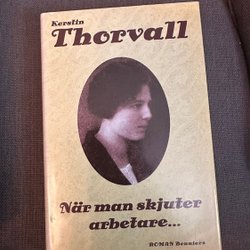 Kerstin
Thorvall
När man skjuter
arbetare...
ROMAN Bonniers